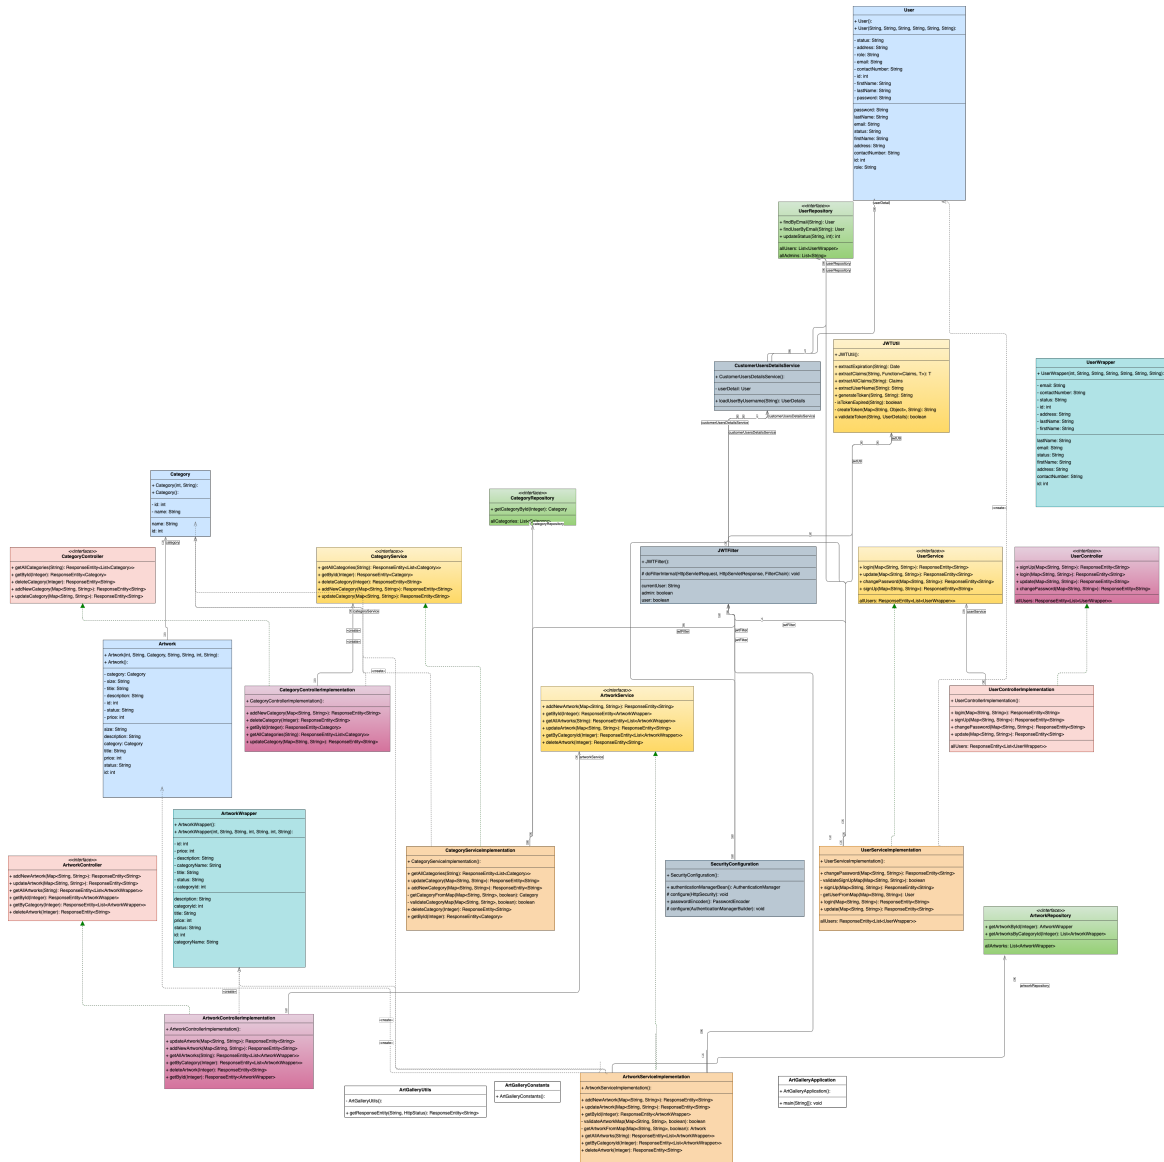 User
+ User():
+ User(String, String, String, String, String, String):
- status: String
- address: String
- role: String
- email: String
- contactNumber: String
- id: int
- firstName: String
- lastName: String
- password: String
password: String
lastName: String
email: String
status: String
firstName: String
address: String
contactNumber: String
id: int
role: String
userDetail
<<Interface>>
UserRepository
+ findByEmail(String): User
+ findUserByEmail(String): User
+ updateStatus(String, int): int
allUsers: List<UserWrapper>
allAdmins: List<String>
userRepository
userRepository
JWTUtil
+ JWTUtil():
+ extractExpiration(String): Date
+ extractClaims(String, Function<Claims, T>): T
+ extractAllClaims(String): Claims
+ extractUserName(String): String
+ generateToken(String, String): String
- isTokenExpired(String): boolean
- createToken(Map<String, Object>, String): String
+ validateToken(String, UserDetails): boolean
jwtUtil
jwtUtil
CustomerUsersDetailsService
+ CustomerUsersDetailsService():
- userDetail: User
+ loadUserByUsername(String): UserDetails
customerUsersDetailsService
customerUsersDetailsService
customerUsersDetailsService
UserWrapper
+ UserWrapper(int, String, String, String, String, String, String):
- email: String
- contactNumber: String
- status: String
- id: int
- address: String
- lastName: String
- firstName: String
lastName: String
email: String
status: String
firstName: String
address: String
contactNumber: String
id: int
Category
+ Category(int, String):
+ Category():
- id: int
- name: String
name: String
id: int
category
<<Interface>>
CategoryRepository
+ getCategoryById(Integer): Category
allCategories: List<Category>
categoryRepository
«create»
<<Interface>>
CategoryController
+ getAllCategories(String): ResponseEntity<List<Category>>
+ getById(Integer): ResponseEntity<Category>
+ deleteCategory(Integer): ResponseEntity<String>
+ addNewCategory(Map<String, String>): ResponseEntity<String>
+ updateCategory(Map<String, String>): ResponseEntity<String>
<<Interface>>
CategoryService
+ getAllCategories(String): ResponseEntity<List<Category>>
+ getById(Integer): ResponseEntity<Category>
+ deleteCategory(Integer): ResponseEntity<String>
+ addNewCategory(Map<String, String>): ResponseEntity<String>
+ updateCategory(Map<String, String>): ResponseEntity<String>
categoryService
«create»
«create»
«create»
JWTFilter
+ JWTFilter():
# doFilterInternal(HttpServletRequest, HttpServletResponse, FilterChain): void
currentUser: String
admin: boolean
user: boolean
jwtFilter
jwtFilter
jwtFilter
jwtFilter
<<Interface>>
UserService
+ login(Map<String, String>): ResponseEntity<String>
+ update(Map<String, String>): ResponseEntity<String>
+ changePassword(Map<String, String>): ResponseEntity<String>
+ signUp(Map<String, String>): ResponseEntity<String>
allUsers: ResponseEntity<List<UserWrapper>>
userService
<<Interface>>
UserController
+ signUp(Map<String, String>): ResponseEntity<String>
+ login(Map<String, String>): ResponseEntity<String>
+ update(Map<String, String>): ResponseEntity<String>
+ changePassword(Map<String, String>): ResponseEntity<String>
allUsers: ResponseEntity<List<UserWrapper>>
Artwork
+ Artwork(int, String, Category, String, String, int, String):
+ Artwork():
- category: Category
- size: String
- title: String
- description: String
- id: int
- status: String
- price: int
size: String
description: String
category: Category
title: String
price: int
status: String
id: int
CategoryControllerImplementation
+ CategoryControllerImplementation():
+ addNewCategory(Map<String, String>): ResponseEntity<String>
+ deleteCategory(Integer): ResponseEntity<String>
+ getById(Integer): ResponseEntity<Category>
+ getAllCategories(String): ResponseEntity<List<Category>>
+ updateCategory(Map<String, String>): ResponseEntity<String>
<<Interface>>
ArtworkService
+ addNewArtwork(Map<String, String>): ResponseEntity<String>
+ getById(Integer): ResponseEntity<ArtworkWrapper>
+ getAllArtworks(String): ResponseEntity<List<ArtworkWrapper>>
+ updateArtwork(Map<String, String>): ResponseEntity<String>
+ getByCategoryId(Integer): ResponseEntity<List<ArtworkWrapper>>
+ deleteArtwork(Integer): ResponseEntity<String>
artworkService
UserControllerImplementation
+ UserControllerImplementation():
+ login(Map<String, String>): ResponseEntity<String>
+ signUp(Map<String, String>): ResponseEntity<String>
+ changePassword(Map<String, String>): ResponseEntity<String>
+ update(Map<String, String>): ResponseEntity<String>
allUsers: ResponseEntity<List<UserWrapper>>
ArtworkWrapper
+ ArtworkWrapper():
+ ArtworkWrapper(int, String, String, int, String, int, String):
- id: int
- price: int
- description: String
- categoryName: String
- title: String
- status: String
- categoryId: int
description: String
categoryId: int
title: String
price: int
status: String
id: int
categoryName: String
<<Interface>>
ArtworkController
+ addNewArtwork(Map<String, String>): ResponseEntity<String>
+ updateArtwork(Map<String, String>): ResponseEntity<String>
+ getAllArtworks(String): ResponseEntity<List<ArtworkWrapper>>
+ getById(Integer): ResponseEntity<ArtworkWrapper>
+ getByCategory(Integer): ResponseEntity<List<ArtworkWrapper>>
+ deleteArtwork(Integer): ResponseEntity<String>
CategoryServiceImplementation
+ CategoryServiceImplementation():
+ getAllCategories(String): ResponseEntity<List<Category>>
+ updateCategory(Map<String, String>): ResponseEntity<String>
+ addNewCategory(Map<String, String>): ResponseEntity<String>
- getCategoryFromMap(Map<String, String>, boolean): Category
- validateCategoryMap(Map<String, String>, boolean): boolean
+ deleteCategory(Integer): ResponseEntity<String>
+ getById(Integer): ResponseEntity<Category>
SecurityConfiguration
+ SecurityConfiguration():
+ authenticationManagerBean(): AuthenticationManager
# configure(HttpSecurity): void
+ passwordEncoder(): PasswordEncoder
# configure(AuthenticationManagerBuilder): void
UserServiceImplementation
+ UserServiceImplementation():
+ changePassword(Map<String, String>): ResponseEntity<String>
- validateSignUpMap(Map<String, String>): boolean
+ signUp(Map<String, String>): ResponseEntity<String>
- getUserFromMap(Map<String, String>): User
+ login(Map<String, String>): ResponseEntity<String>
+ update(Map<String, String>): ResponseEntity<String>
allUsers: ResponseEntity<List<UserWrapper>>
<<Interface>>
ArtworkRepository
+ getArtworkById(Integer): ArtworkWrapper
+ getArtworksByCategoryId(Integer): List<ArtworkWrapper>
allArtworks: List<ArtworkWrapper>
artworkRepository
«create»
«create»
«create»
ArtworkControllerImplementation
+ ArtworkControllerImplementation():
+ updateArtwork(Map<String, String>): ResponseEntity<String>
+ addNewArtwork(Map<String, String>): ResponseEntity<String>
+ getAllArtworks(String): ResponseEntity<List<ArtworkWrapper>>
+ getByCategory(Integer): ResponseEntity<List<ArtworkWrapper>>
+ deleteArtwork(Integer): ResponseEntity<String>
+ getById(Integer): ResponseEntity<ArtworkWrapper>
ArtGalleryUtils
- ArtGalleryUtils():
+ getResponseEntity(String, HttpStatus): ResponseEntity<String>
ArtGalleryConstants
+ ArtGalleryConstants():
ArtworkServiceImplementation
+ ArtworkServiceImplementation():
+ addNewArtwork(Map<String, String>): ResponseEntity<String>
+ updateArtwork(Map<String, String>): ResponseEntity<String>
+ getById(Integer): ResponseEntity<ArtworkWrapper>
- validateArtworkMap(Map<String, String>, boolean): boolean
- getArtworkFromMap(Map<String, String>, boolean): Artwork
+ getAllArtworks(String): ResponseEntity<List<ArtworkWrapper>>
+ getByCategoryId(Integer): ResponseEntity<List<ArtworkWrapper>>
+ deleteArtwork(Integer): ResponseEntity<String>
ArtGalleryApplication
+ ArtGalleryApplication():
+ main(String[]): void